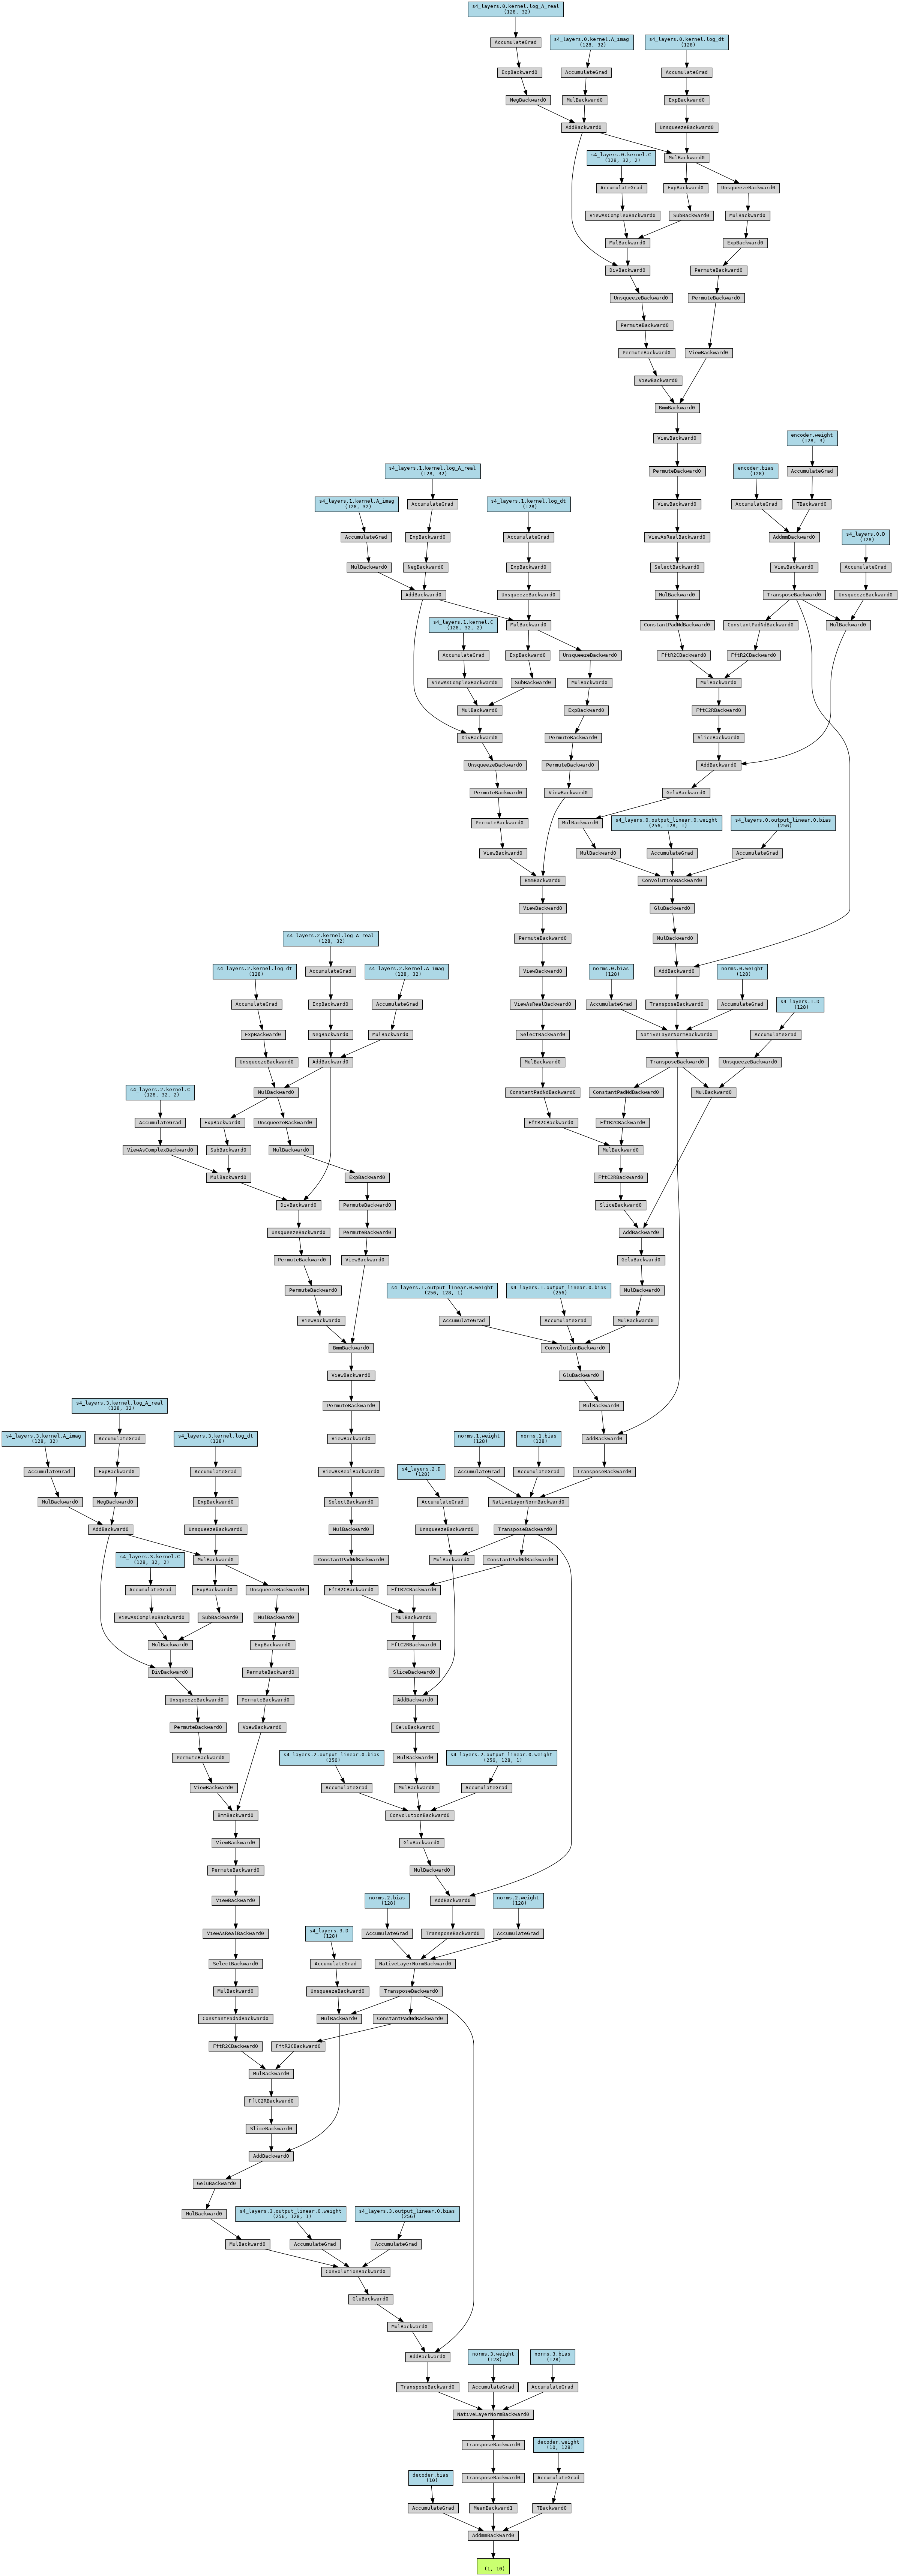 s4_layers.0.kernel.log_A_real
(128, 32)
AccumulateGrad
s4_layers.0.kernel.A_imag
(128, 32)
s4_layers.0.kernel.log_dt
(128)
ExpBackward0
AccumulateGrad
AccumulateGrad
NegBackward0
MulBackward0
ExpBackward0
AddBackward0
UnsqueezeBackward0
s4_layers.0.kernel.C
(128, 32, 2)
MulBackward0
AccumulateGrad
ExpBackward0
UnsqueezeBackward0
ViewAsComplexBackward0
SubBackward0
MulBackward0
MulBackward0
ExpBackward0
DivBackward0
PermuteBackward0
UnsqueezeBackward0
PermuteBackward0
PermuteBackward0
PermuteBackward0
ViewBackward0
ViewBackward0
BmmBackward0
ViewBackward0
encoder.weight
(128, 3)
s4_layers.1.kernel.log_A_real
(128, 32)
PermuteBackward0
encoder.bias
(128)
AccumulateGrad
s4_layers.1.kernel.A_imag
(128, 32)
AccumulateGrad
s4_layers.1.kernel.log_dt
(128)
ViewBackward0
AccumulateGrad
TBackward0
AccumulateGrad
ExpBackward0
AccumulateGrad
ViewAsRealBackward0
AddmmBackward0
s4_layers.0.D
(128)
MulBackward0
NegBackward0
ExpBackward0
SelectBackward0
ViewBackward0
AccumulateGrad
AddBackward0
UnsqueezeBackward0
MulBackward0
TransposeBackward0
UnsqueezeBackward0
s4_layers.1.kernel.C
(128, 32, 2)
MulBackward0
ConstantPadNdBackward0
ConstantPadNdBackward0
MulBackward0
AccumulateGrad
ExpBackward0
UnsqueezeBackward0
FftR2CBackward0
FftR2CBackward0
ViewAsComplexBackward0
SubBackward0
MulBackward0
MulBackward0
MulBackward0
ExpBackward0
FftC2RBackward0
DivBackward0
PermuteBackward0
SliceBackward0
UnsqueezeBackward0
PermuteBackward0
AddBackward0
PermuteBackward0
ViewBackward0
GeluBackward0
PermuteBackward0
MulBackward0
s4_layers.0.output_linear.0.weight
(256, 128, 1)
s4_layers.0.output_linear.0.bias
(256)
ViewBackward0
MulBackward0
AccumulateGrad
AccumulateGrad
BmmBackward0
ConvolutionBackward0
ViewBackward0
GluBackward0
s4_layers.2.kernel.log_A_real
(128, 32)
PermuteBackward0
MulBackward0
s4_layers.2.kernel.log_dt
(128)
AccumulateGrad
s4_layers.2.kernel.A_imag
(128, 32)
ViewBackward0
norms.0.bias
(128)
AddBackward0
norms.0.weight
(128)
AccumulateGrad
ExpBackward0
AccumulateGrad
ViewAsRealBackward0
AccumulateGrad
TransposeBackward0
AccumulateGrad
s4_layers.1.D
(128)
ExpBackward0
NegBackward0
MulBackward0
SelectBackward0
NativeLayerNormBackward0
AccumulateGrad
UnsqueezeBackward0
AddBackward0
MulBackward0
TransposeBackward0
UnsqueezeBackward0
s4_layers.2.kernel.C
(128, 32, 2)
MulBackward0
ConstantPadNdBackward0
ConstantPadNdBackward0
MulBackward0
AccumulateGrad
ExpBackward0
UnsqueezeBackward0
FftR2CBackward0
FftR2CBackward0
ViewAsComplexBackward0
SubBackward0
MulBackward0
MulBackward0
MulBackward0
ExpBackward0
FftC2RBackward0
DivBackward0
PermuteBackward0
SliceBackward0
UnsqueezeBackward0
PermuteBackward0
AddBackward0
PermuteBackward0
ViewBackward0
GeluBackward0
PermuteBackward0
s4_layers.1.output_linear.0.weight
(256, 128, 1)
s4_layers.1.output_linear.0.bias
(256)
MulBackward0
ViewBackward0
AccumulateGrad
AccumulateGrad
MulBackward0
BmmBackward0
ConvolutionBackward0
ViewBackward0
GluBackward0
s4_layers.3.kernel.log_A_real
(128, 32)
PermuteBackward0
MulBackward0
s4_layers.3.kernel.A_imag
(128, 32)
AccumulateGrad
s4_layers.3.kernel.log_dt
(128)
ViewBackward0
norms.1.weight
(128)
norms.1.bias
(128)
AddBackward0
AccumulateGrad
ExpBackward0
AccumulateGrad
ViewAsRealBackward0
s4_layers.2.D
(128)
AccumulateGrad
AccumulateGrad
TransposeBackward0
MulBackward0
NegBackward0
ExpBackward0
SelectBackward0
AccumulateGrad
NativeLayerNormBackward0
AddBackward0
UnsqueezeBackward0
MulBackward0
UnsqueezeBackward0
TransposeBackward0
s4_layers.3.kernel.C
(128, 32, 2)
MulBackward0
ConstantPadNdBackward0
MulBackward0
ConstantPadNdBackward0
AccumulateGrad
ExpBackward0
UnsqueezeBackward0
FftR2CBackward0
FftR2CBackward0
ViewAsComplexBackward0
SubBackward0
MulBackward0
MulBackward0
MulBackward0
ExpBackward0
FftC2RBackward0
DivBackward0
PermuteBackward0
SliceBackward0
UnsqueezeBackward0
PermuteBackward0
AddBackward0
PermuteBackward0
ViewBackward0
GeluBackward0
PermuteBackward0
s4_layers.2.output_linear.0.bias
(256)
MulBackward0
s4_layers.2.output_linear.0.weight
(256, 128, 1)
ViewBackward0
AccumulateGrad
MulBackward0
AccumulateGrad
BmmBackward0
ConvolutionBackward0
ViewBackward0
GluBackward0
PermuteBackward0
MulBackward0
ViewBackward0
norms.2.bias
(128)
AddBackward0
norms.2.weight
(128)
ViewAsRealBackward0
s4_layers.3.D
(128)
AccumulateGrad
TransposeBackward0
AccumulateGrad
SelectBackward0
AccumulateGrad
NativeLayerNormBackward0
MulBackward0
UnsqueezeBackward0
TransposeBackward0
ConstantPadNdBackward0
MulBackward0
ConstantPadNdBackward0
FftR2CBackward0
FftR2CBackward0
MulBackward0
FftC2RBackward0
SliceBackward0
AddBackward0
GeluBackward0
MulBackward0
s4_layers.3.output_linear.0.weight
(256, 128, 1)
s4_layers.3.output_linear.0.bias
(256)
MulBackward0
AccumulateGrad
AccumulateGrad
ConvolutionBackward0
GluBackward0
MulBackward0
AddBackward0
norms.3.weight
(128)
norms.3.bias
(128)
TransposeBackward0
AccumulateGrad
AccumulateGrad
NativeLayerNormBackward0
TransposeBackward0
decoder.weight
(10, 128)
decoder.bias
(10)
TransposeBackward0
AccumulateGrad
AccumulateGrad
MeanBackward1
TBackward0
AddmmBackward0
(1, 10)